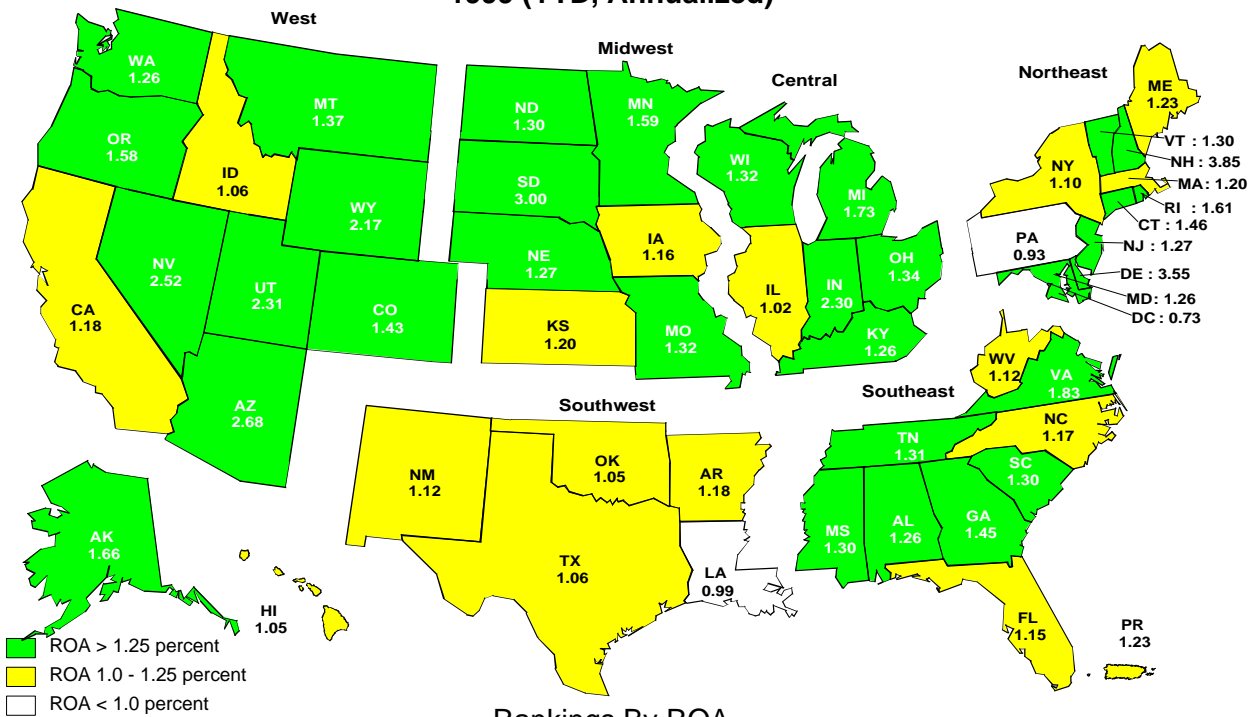 West
Midwest
Central
Northeast
WA
1.26
MT
1.37
OR
1.58
ID
1.06
WY
2.17
NV
2.52
UT
2.31
CO
1.43
CA
1.18
AZ
2.68
AK
1.66
HI
1.05
ND
1.30
MN
1.59
SD
3.00
NE
1.27
IA
1.16
KS
1.20
MO
1.32
WI
1.32
MI
1.73
IL
1.02
IN
2.30
OH
1.34
KY
1.26
ME
1.23
NY
1.10
PA
0.93
VT : 1.30
NH : 3.85
MA : 1.20
RI : 1.61
CT : 1.46
NJ : 1.27
DE : 3.55
MD: 1.26
DC : 0.73
Southwest
NM
1.12
OK
1.05
AR
1.18
TX
1.06
LA
0.99
Southeast
WV
1.12
VA
1.83
NC
1.17
TN
1.31
SC
1.30
MS
1.30
AL
1.26
GA
1.45
FL
1.15
PR
1.23
ROA > 1.25 percent
ROA 1.0 - 1.25 percent
ROA < 1.0 percent